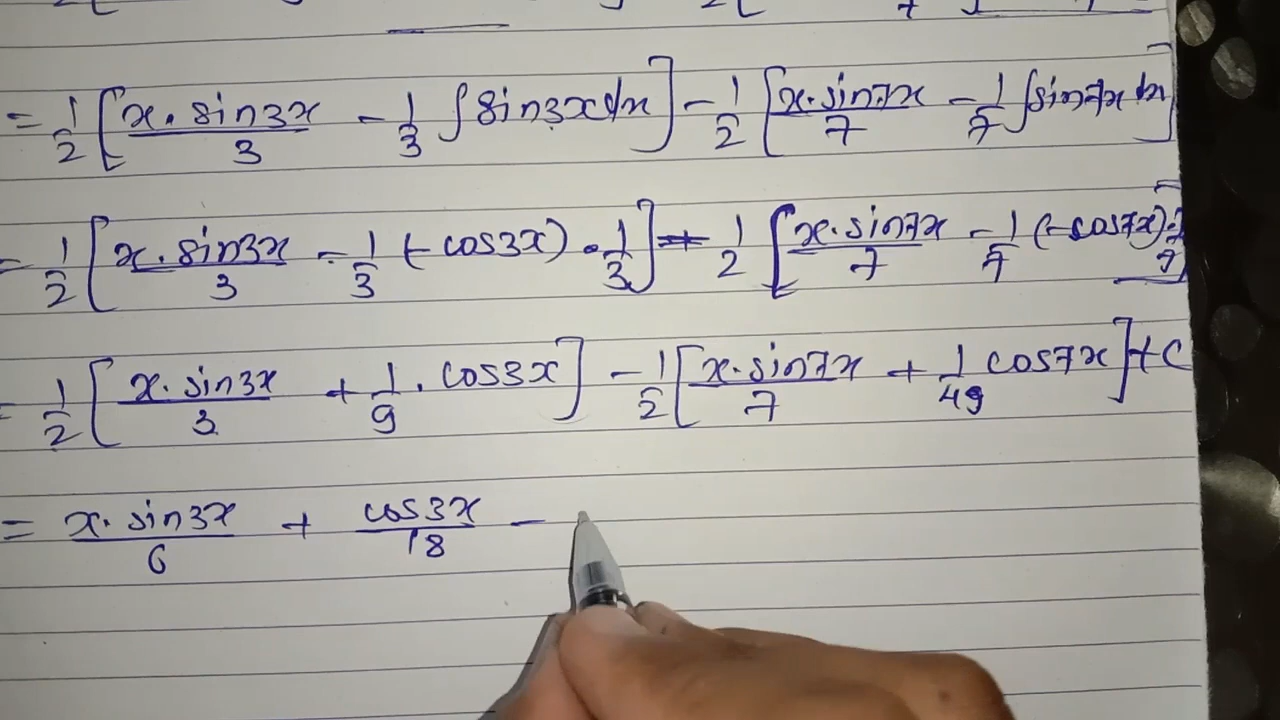 = 1/2 [x·sin3x/3 - 1/3 ∫sin3x dx] - 1/2 [x·sin7x/7 - 1/7 ∫sin7x dx]
= 1/2 [x·sin3x/3 - 1/3 (-cos3x)·1/3] - 1/2 [x·sin7x/7 - 1/7 (-cos7x)·1/7]
= 1/2 [x·sin3x/3 + 1/9 · cos3x] - 1/2 [x·sin7x/7 + 1/49 cos7x] + C
= x·sin3x/6 + cos3x/18 -